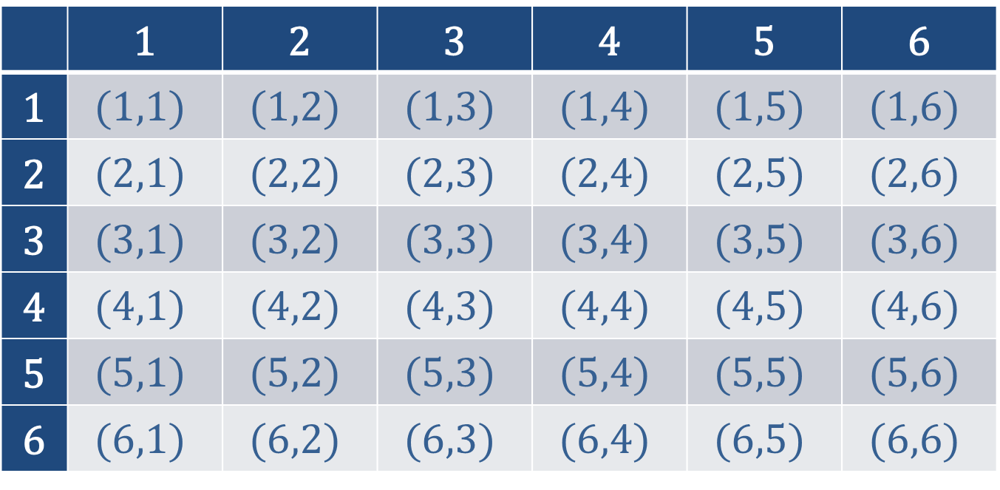 1 2 3 4 5 6
1 (1,1) (1,2) (1,3) (1,4) (1,5) (1,6)
2 (2,1) (2,2) (2,3) (2,4) (2,5) (2,6)
3 (3,1) (3,2) (3,3) (3,4) (3,5) (3,6)
4 (4,1) (4,2) (4,3) (4,4) (4,5) (4,6)
5 (5,1) (5,2) (5,3) (5,4) (5,5) (5,6)
6 (6,1) (6,2) (6,3) (6,4) (6,5) (6,6)